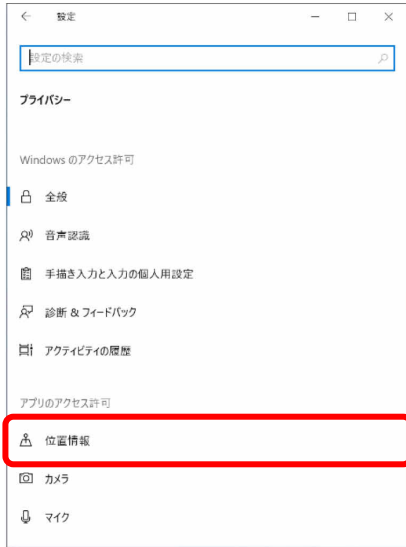 設定
設定の検索
プライバシー
Windows のアクセス許可
全般
音声認識
手描き入力と入力の個人用設定
診断 & フィードバック
アクティビティの履歴
アプリのアクセス許可
位置情報
カメラ
マイク